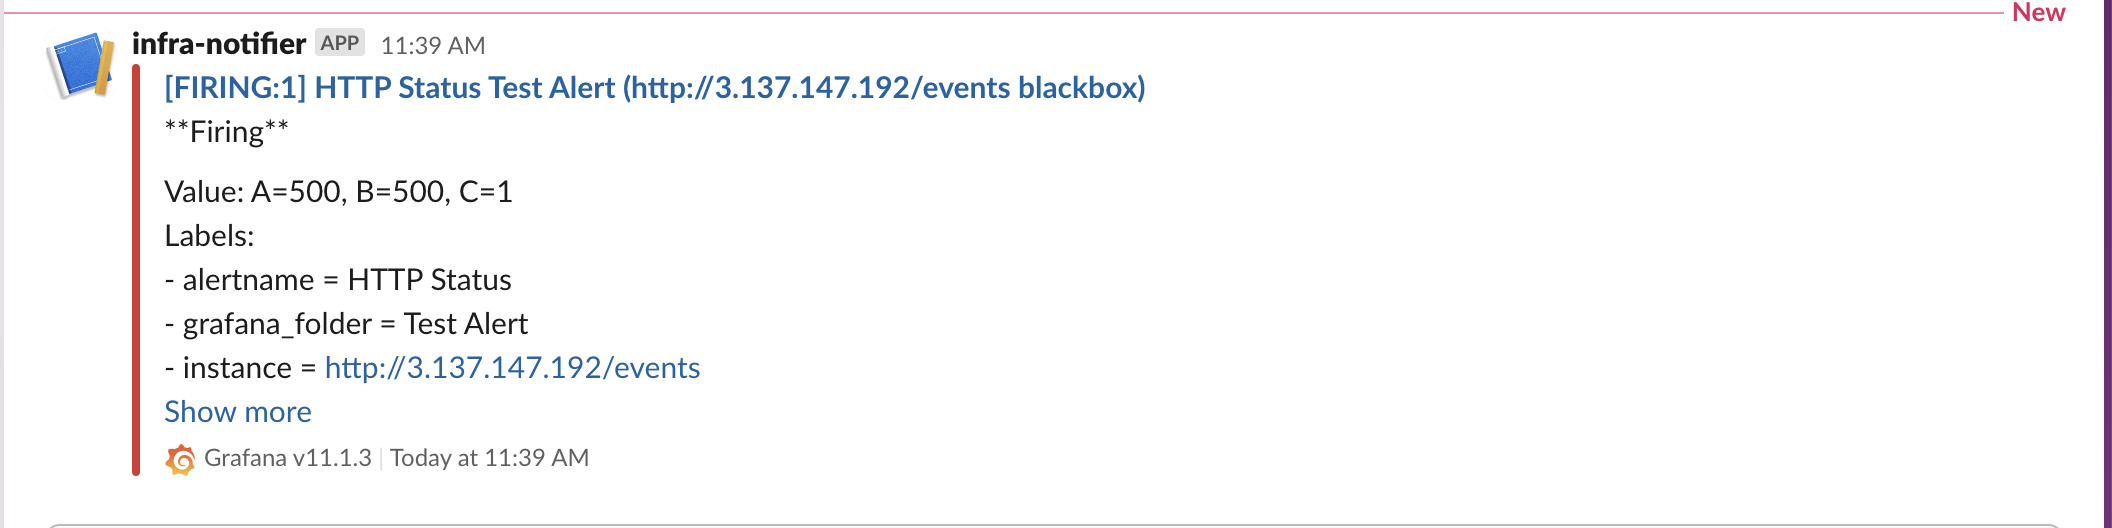 New
infra-notifier APP 11:39 AM
[FIRING:1] HTTP Status Test Alert (http://3.137.147.192/events blackbox)
**Firing**
Value: A=500, B=500, C=1
Labels:
- alertname = HTTP Status
- grafana_folder = Test Alert
- instance = http://3.137.147.192/events
Show more
Grafana v11.1.3 | Today at 11:39 AM